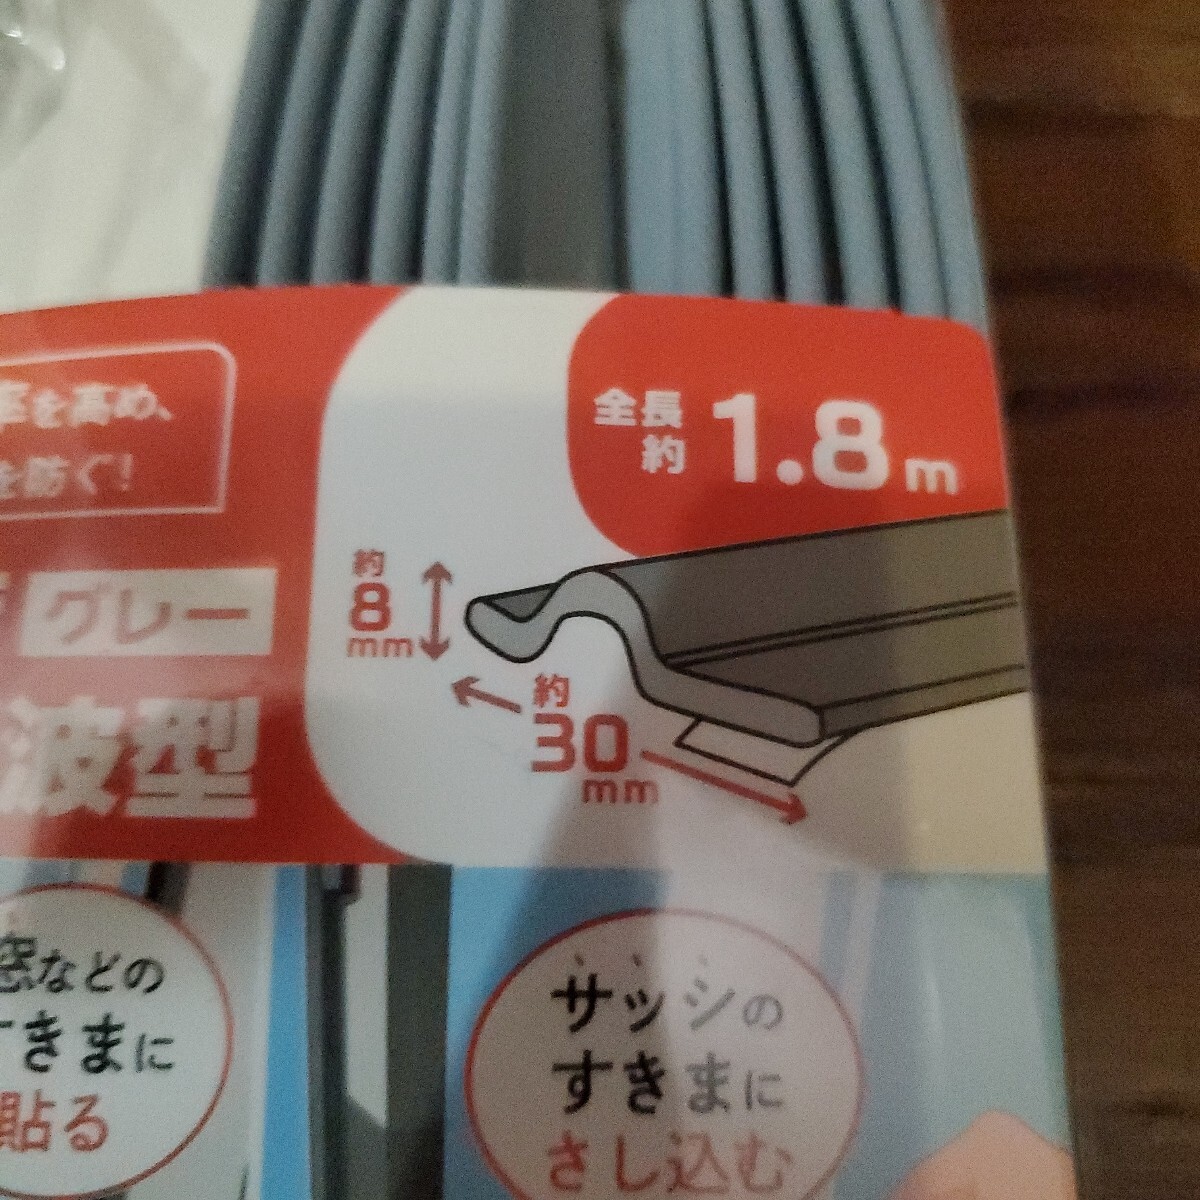 を高め、
を防ぐ!
全長
約
1.8m
約
8
mm
グレー
波型
約
30
mm
窓などの
すきまに
貼る
サッシの
すきまに
さし込む